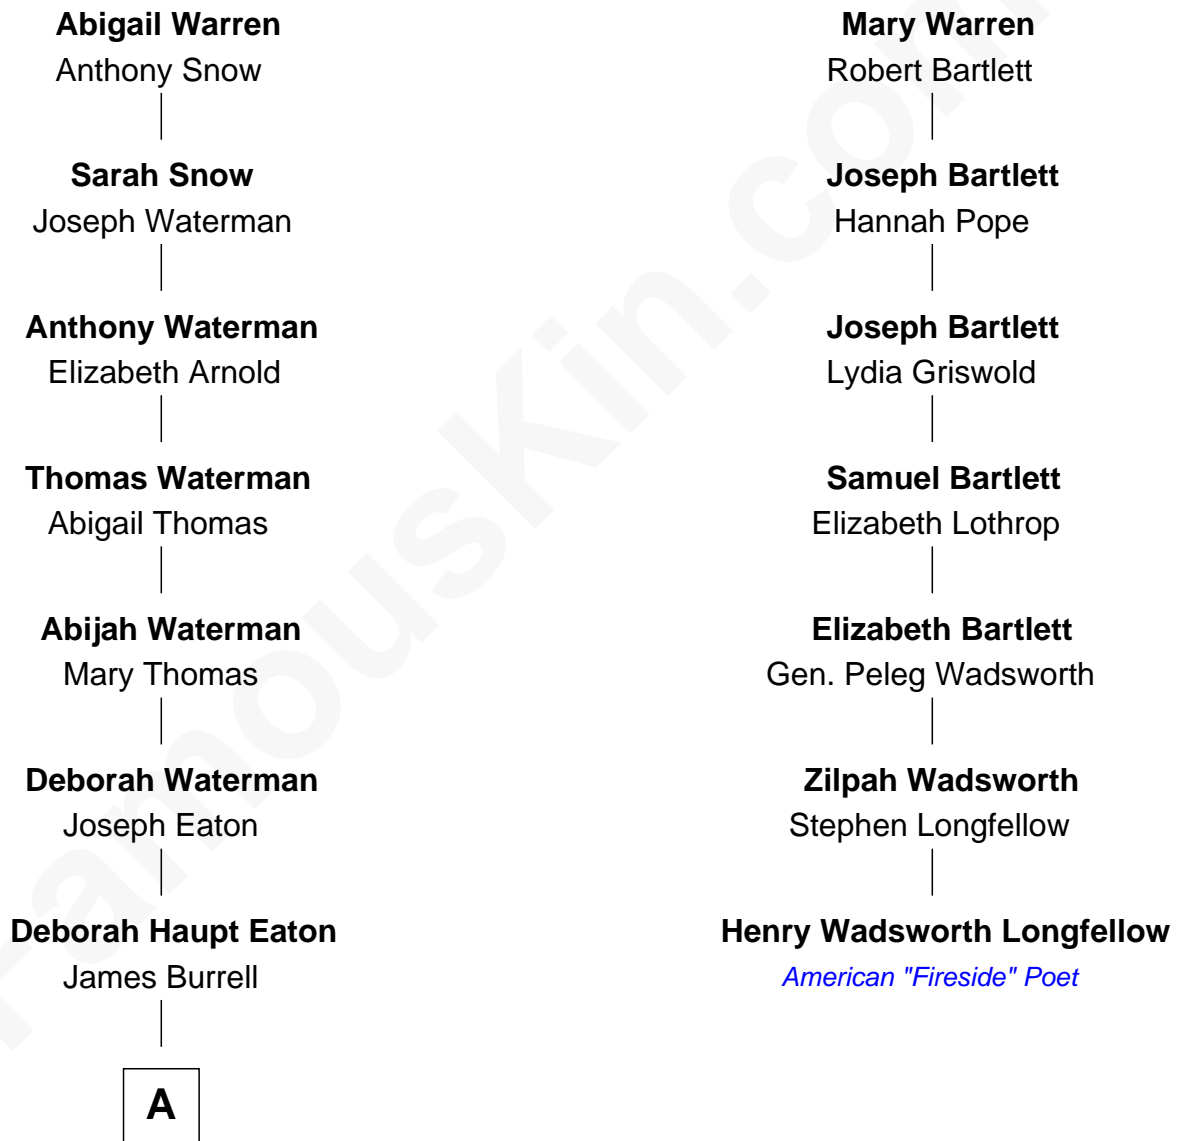 Abigail Warren
Anthony Snow
Sarah Snow
Joseph Waterman
Anthony Waterman
Elizabeth Arnold
Thomas Waterman
Abigail Thomas
Abijah Waterman
Mary Thomas
Deborah Waterman
Joseph Eaton
Deborah Haupt Eaton
James Burrell
A
Mary Warren
Robert Bartlett
Joseph Bartlett
Hannah Pope
Joseph Bartlett
Lydia Griswold
Samuel Bartlett
Elizabeth Lothrop
Elizabeth Bartlett
Gen. Peleg Wadsworth
Zilpah Wadsworth
Stephen Longfellow
Henry Wadsworth Longfellow
American "Fireside" Poet
FamousKin.com